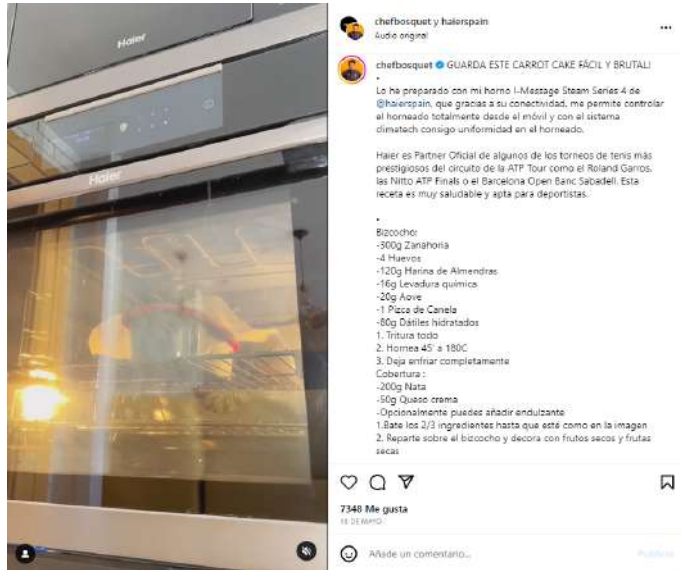 Haier
Haier
chefbosquet y haierspain
Audio original
chefbosquet GUARDA ESTE CARROT CAKE FÁCIL Y BRUTAL!
•
Lo he preparado con mi horno I-Message Steam Series 4 de
@haierspain, que gracias a su conectividad, me permite controlar
el horneado totalmente desde el móvil y con el sistema
climatech consigo uniformidad en el horneado.
Haier es Partner Oficial de algunos de los torneos de tenis más
prestigiosos del circuito de la ATP Tour como el Roland Garros,
las Nitto ATP Finals o el Barcelona Open Banc Sabadell. Esta
receta es muy saludable y apta para deportistas.
•
Bizcocho:
-300g Zanahoria
-4 Huevos
-120g Harina de Almendras
-16g Levadura química
-20g Aove
-1 Pizca de Canela
-80g Dátiles hidratados
1. Tritura todo
2. Hornea 45' a 180C
3. Deja enfriar completamente
Cobertura :
-200g Nata
-50g Queso crema
-Opcionalmente puedes añadir endulzante
1.Bate los 2/3 ingredientes hasta que esté como en la imagen
2. Reparte sobre el bizcocho y decora con frutos secos y frutas
secas
7348 Me gusta
18 DE MAYO
Añade un comentario...
Publicar